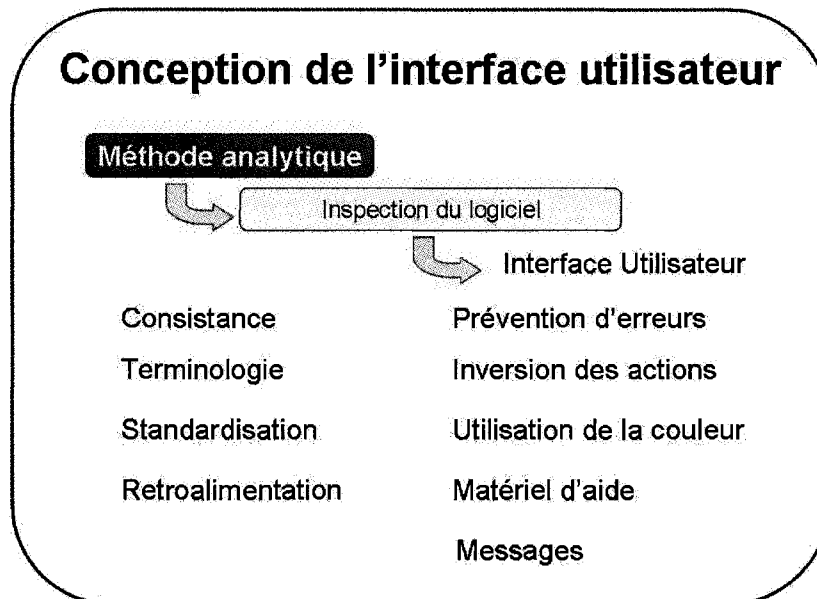 Conception de l'interface utilisateur
Méthode analytique
Inspection du logiciel
Interface Utilisateur
Consistance
Terminologie
Standardisation
Retroalimentation
Prévention d'erreurs
Inversion des actions
Utilisation de la couleur
Matériel d'aide
Messages